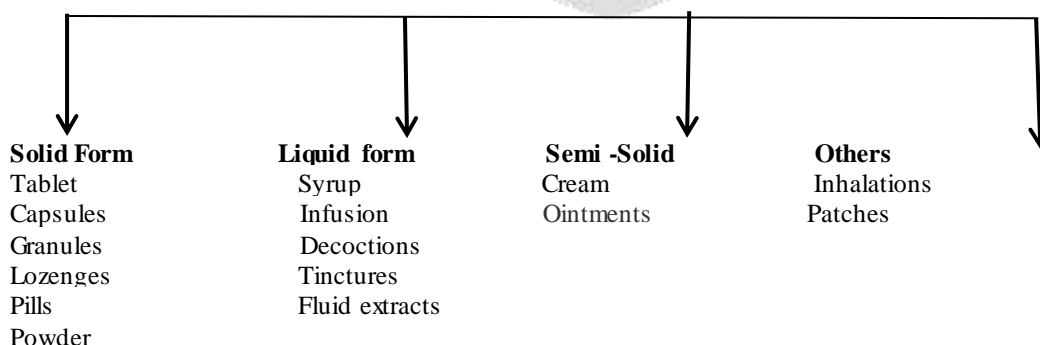 Solid Form Liquid form Semi -Solid Others
Tablet Syrup Cream Inhalations
Capsules Infusion Ointments Patches
Granules Decoctions
Lozenges Tinctures
Pills Fluid extracts
Powder